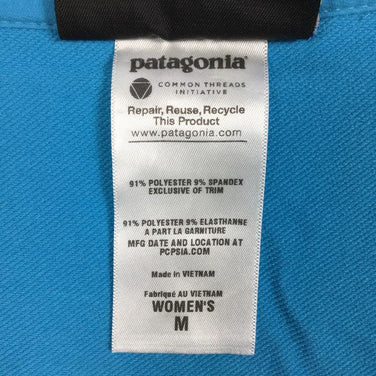 patagonia
COMMON THREADS
INITIATIVE
Repair, Reuse, Recycle
This Product
www.patagonia.com
91% POLYESTER 9% SPANDEX
EXCLUSIVE OF TRIM
91% POLYESTER 9% ELASTHANNE
A PART LA GARNITURE
MFG DATE AND LOCATION AT
PCPSIA.COM
Made in VIETNAM
Fabriqué AU VIETNAM
WOMEN'S
M